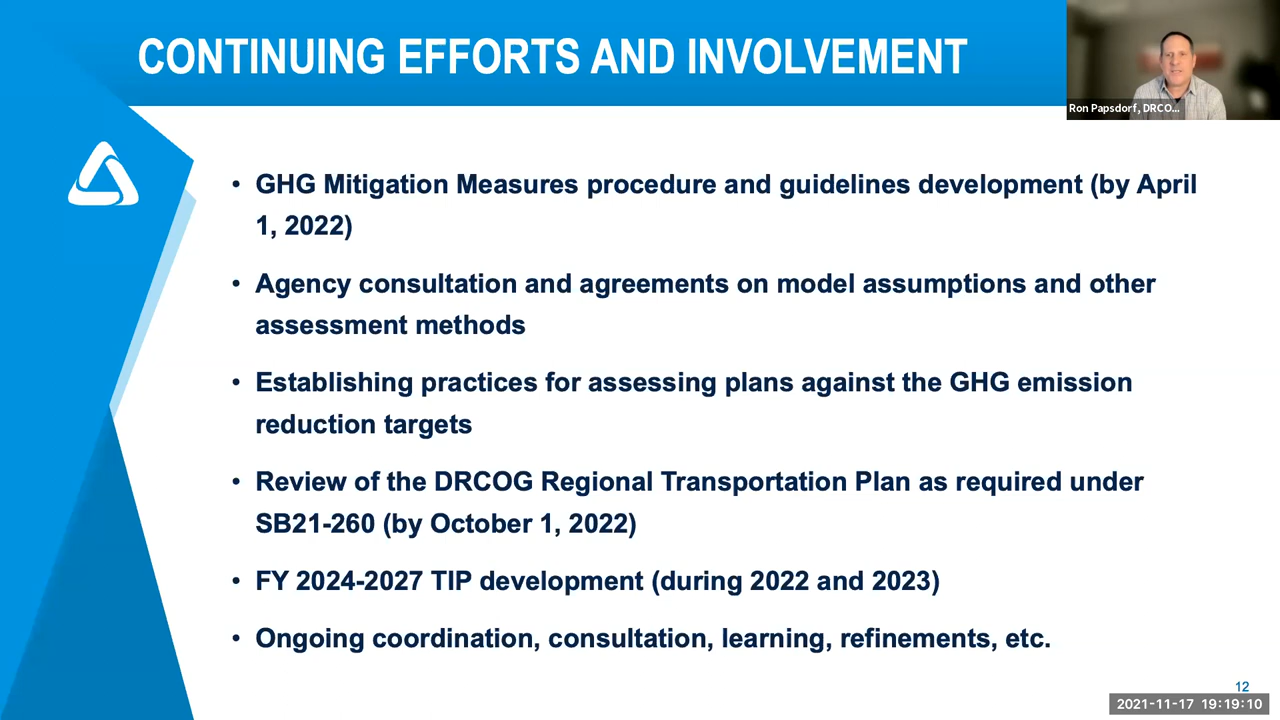 CONTINUING EFFORTS AND INVOLVEMENT
Ron Papsdorf, DRCO...
• GHG Mitigation Measures procedure and guidelines development (by April
1, 2022)
• Agency consultation and agreements on model assumptions and other
assessment methods
• Establishing practices for assessing plans against the GHG emission
reduction targets
• Review of the DRCOG Regional Transportation Plan as required under
SB21-260 (by October 1, 2022)
• FY 2024-2027 TIP development (during 2022 and 2023)
• Ongoing coordination, consultation, learning, refinements, etc.
12
2021-11-17 19:19:10